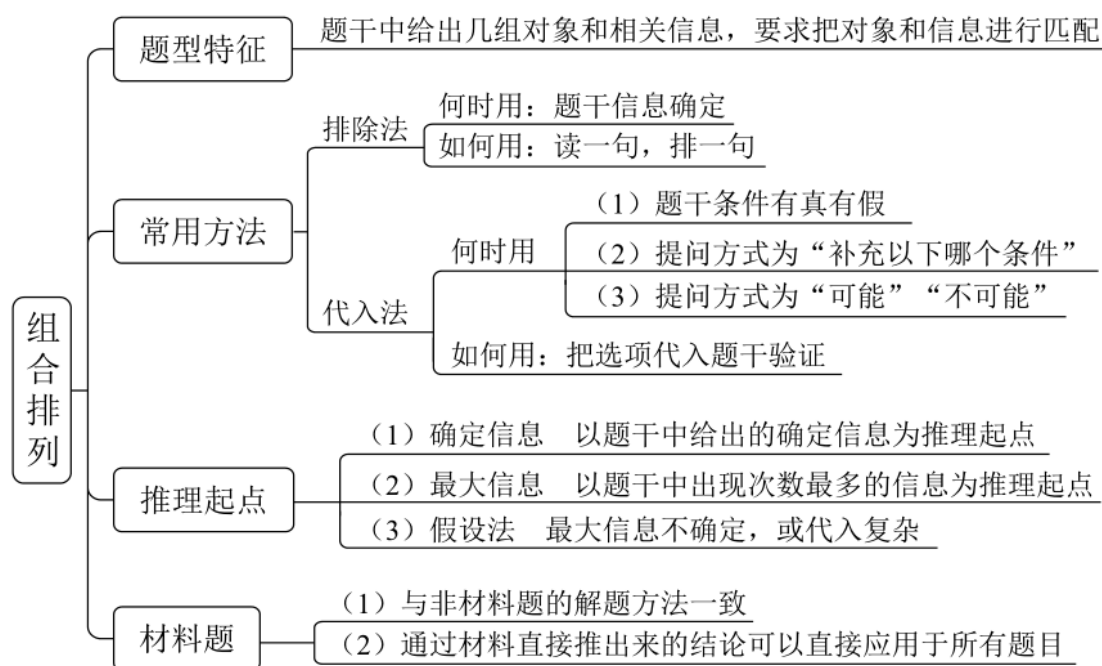 组合排列
题型特征
题干中给出几组对象和相关信息，要求把对象和信息进行匹配
常用方法
排除法
何时用：题干信息确定
如何用：读一句，排一句
代入法
何时用
（1）题干条件有真有假
（2）提问方式为“补充以下哪个条件”
（3）提问方式为“可能”“不可能”
如何用：把选项代入题干验证
推理起点
（1）确定信息 以题干中给出的确定信息为推理起点
（2）最大信息 以题干中出现次数最多的信息为推理起点
（3）假设法 最大信息不确定，或代入复杂
材料题
（1）与非材料题的解题方法一致
（2）通过材料直接推出来的结论可以直接应用于所有题目